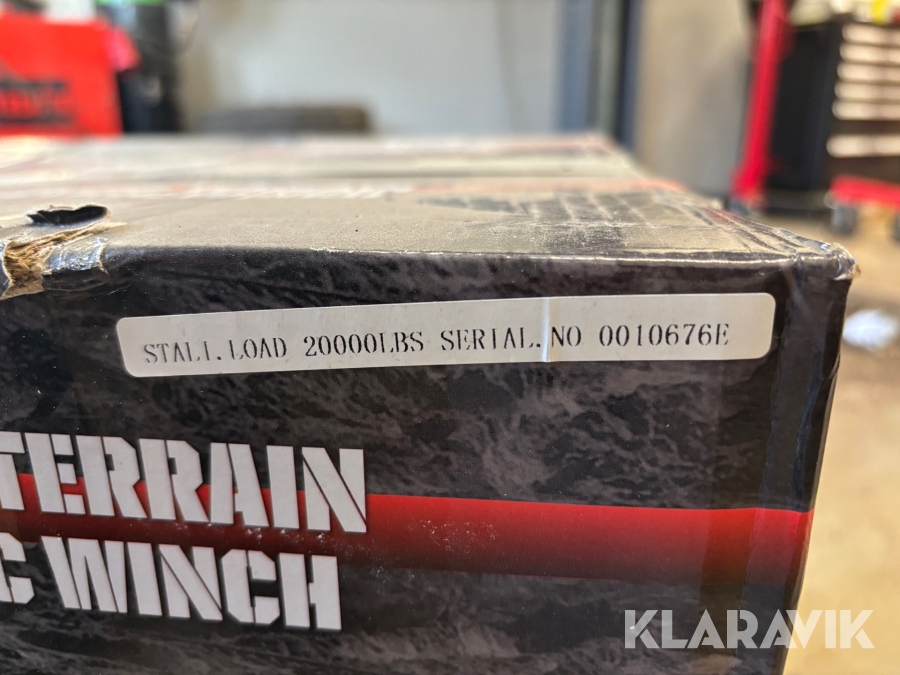 STALL.LOAD 20000LBS SERIAL.NO 0010676E
TERRAIN
C WINCH
KLARAVIK